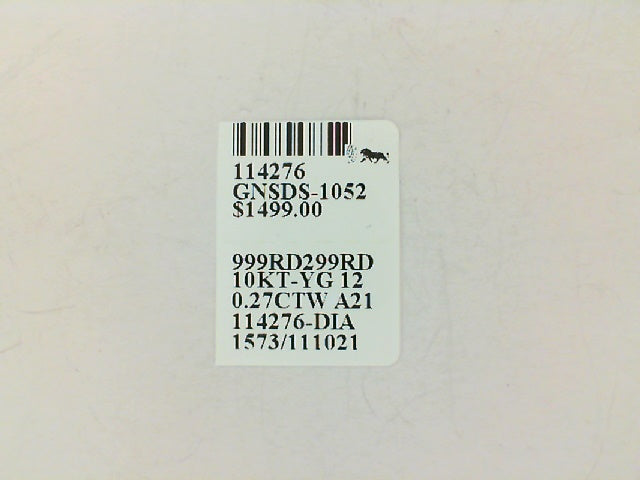 114276
GNSDS-1052
$1499.00
999RD299RD
10KT-YG 12
0.27CTW A21
114276-DIA
1573/111021